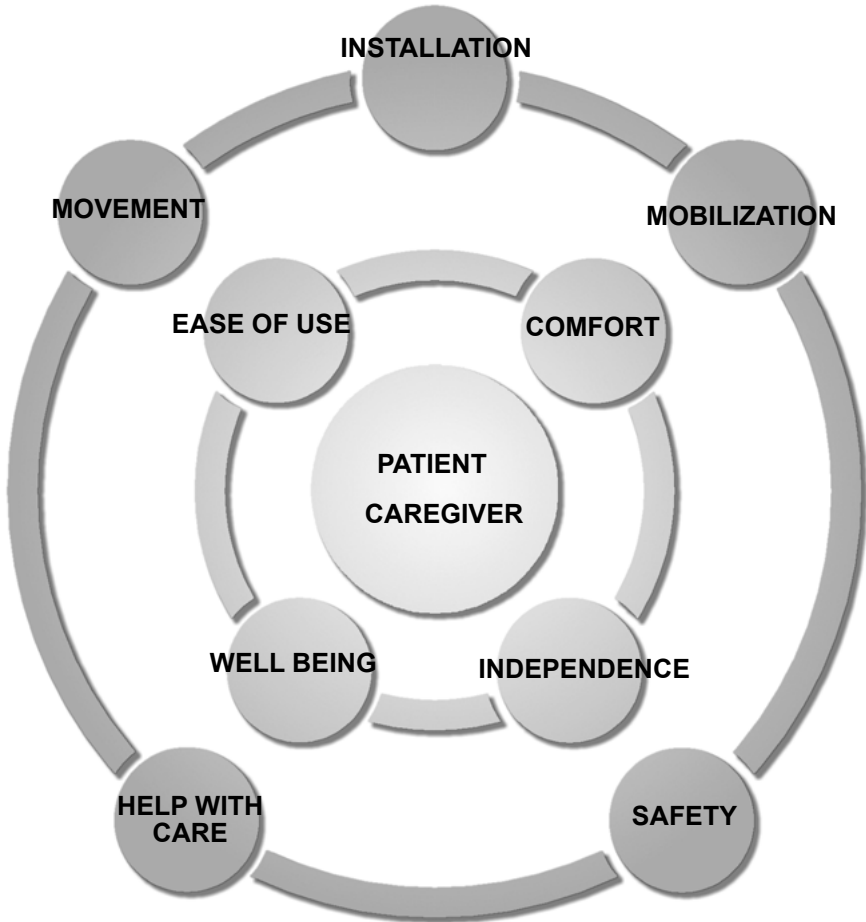 INSTALLATION
MOVEMENT
MOBILIZATION
EASE OF USE
COMFORT
PATIENT
CAREGIVER
WELL BEING
INDEPENDENCE
HELP WITH
CARE
SAFETY